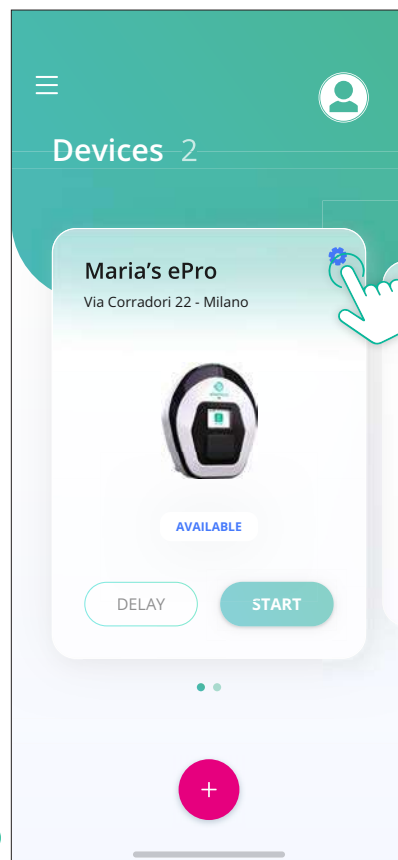 Devices 2
Maria’s ePro
Via Corradori 22 - Milano
AVAILABLE
DELAY
START